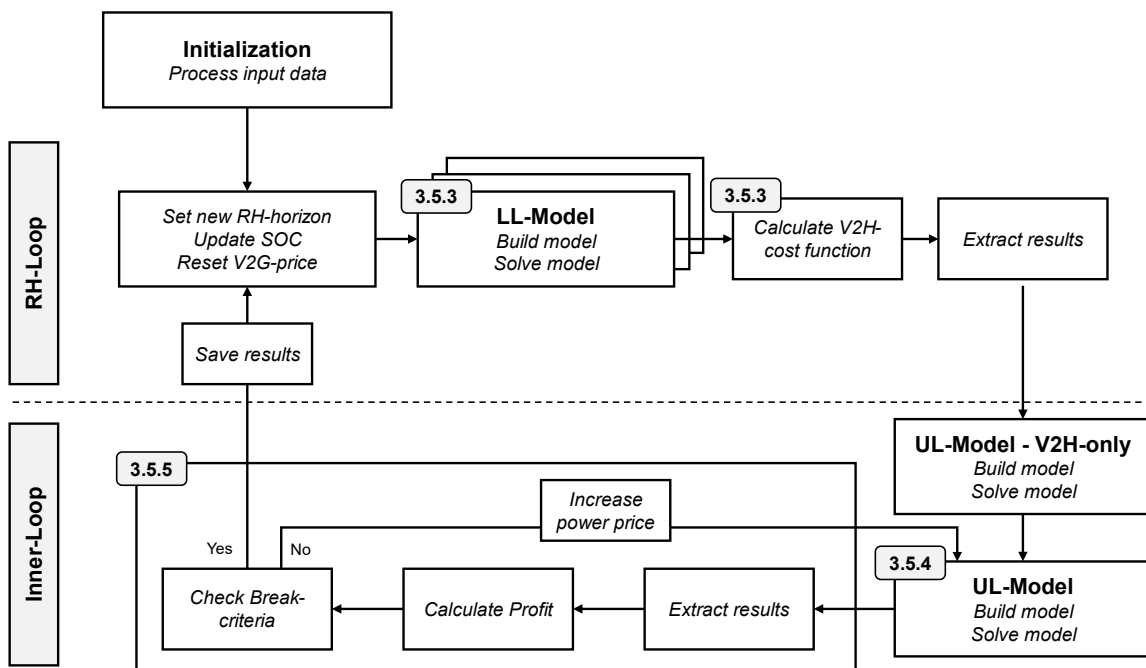 Initialization
Process input data
RH-Loop
Set new RH-horizon
Update SOC
Reset V2G-price
3.5.3
LL-Model
Build model
Solve model
3.5.3
Calculate V2H-
cost function
Extract results
Save results
Inner-Loop
UL-Model - V2H-only
Build model
Solve model
3.5.5
Increase
power price
Yes
No
Check Break-
criteria
Calculate Profit
Extract results
3.5.4
UL-Model
Build model
Solve model